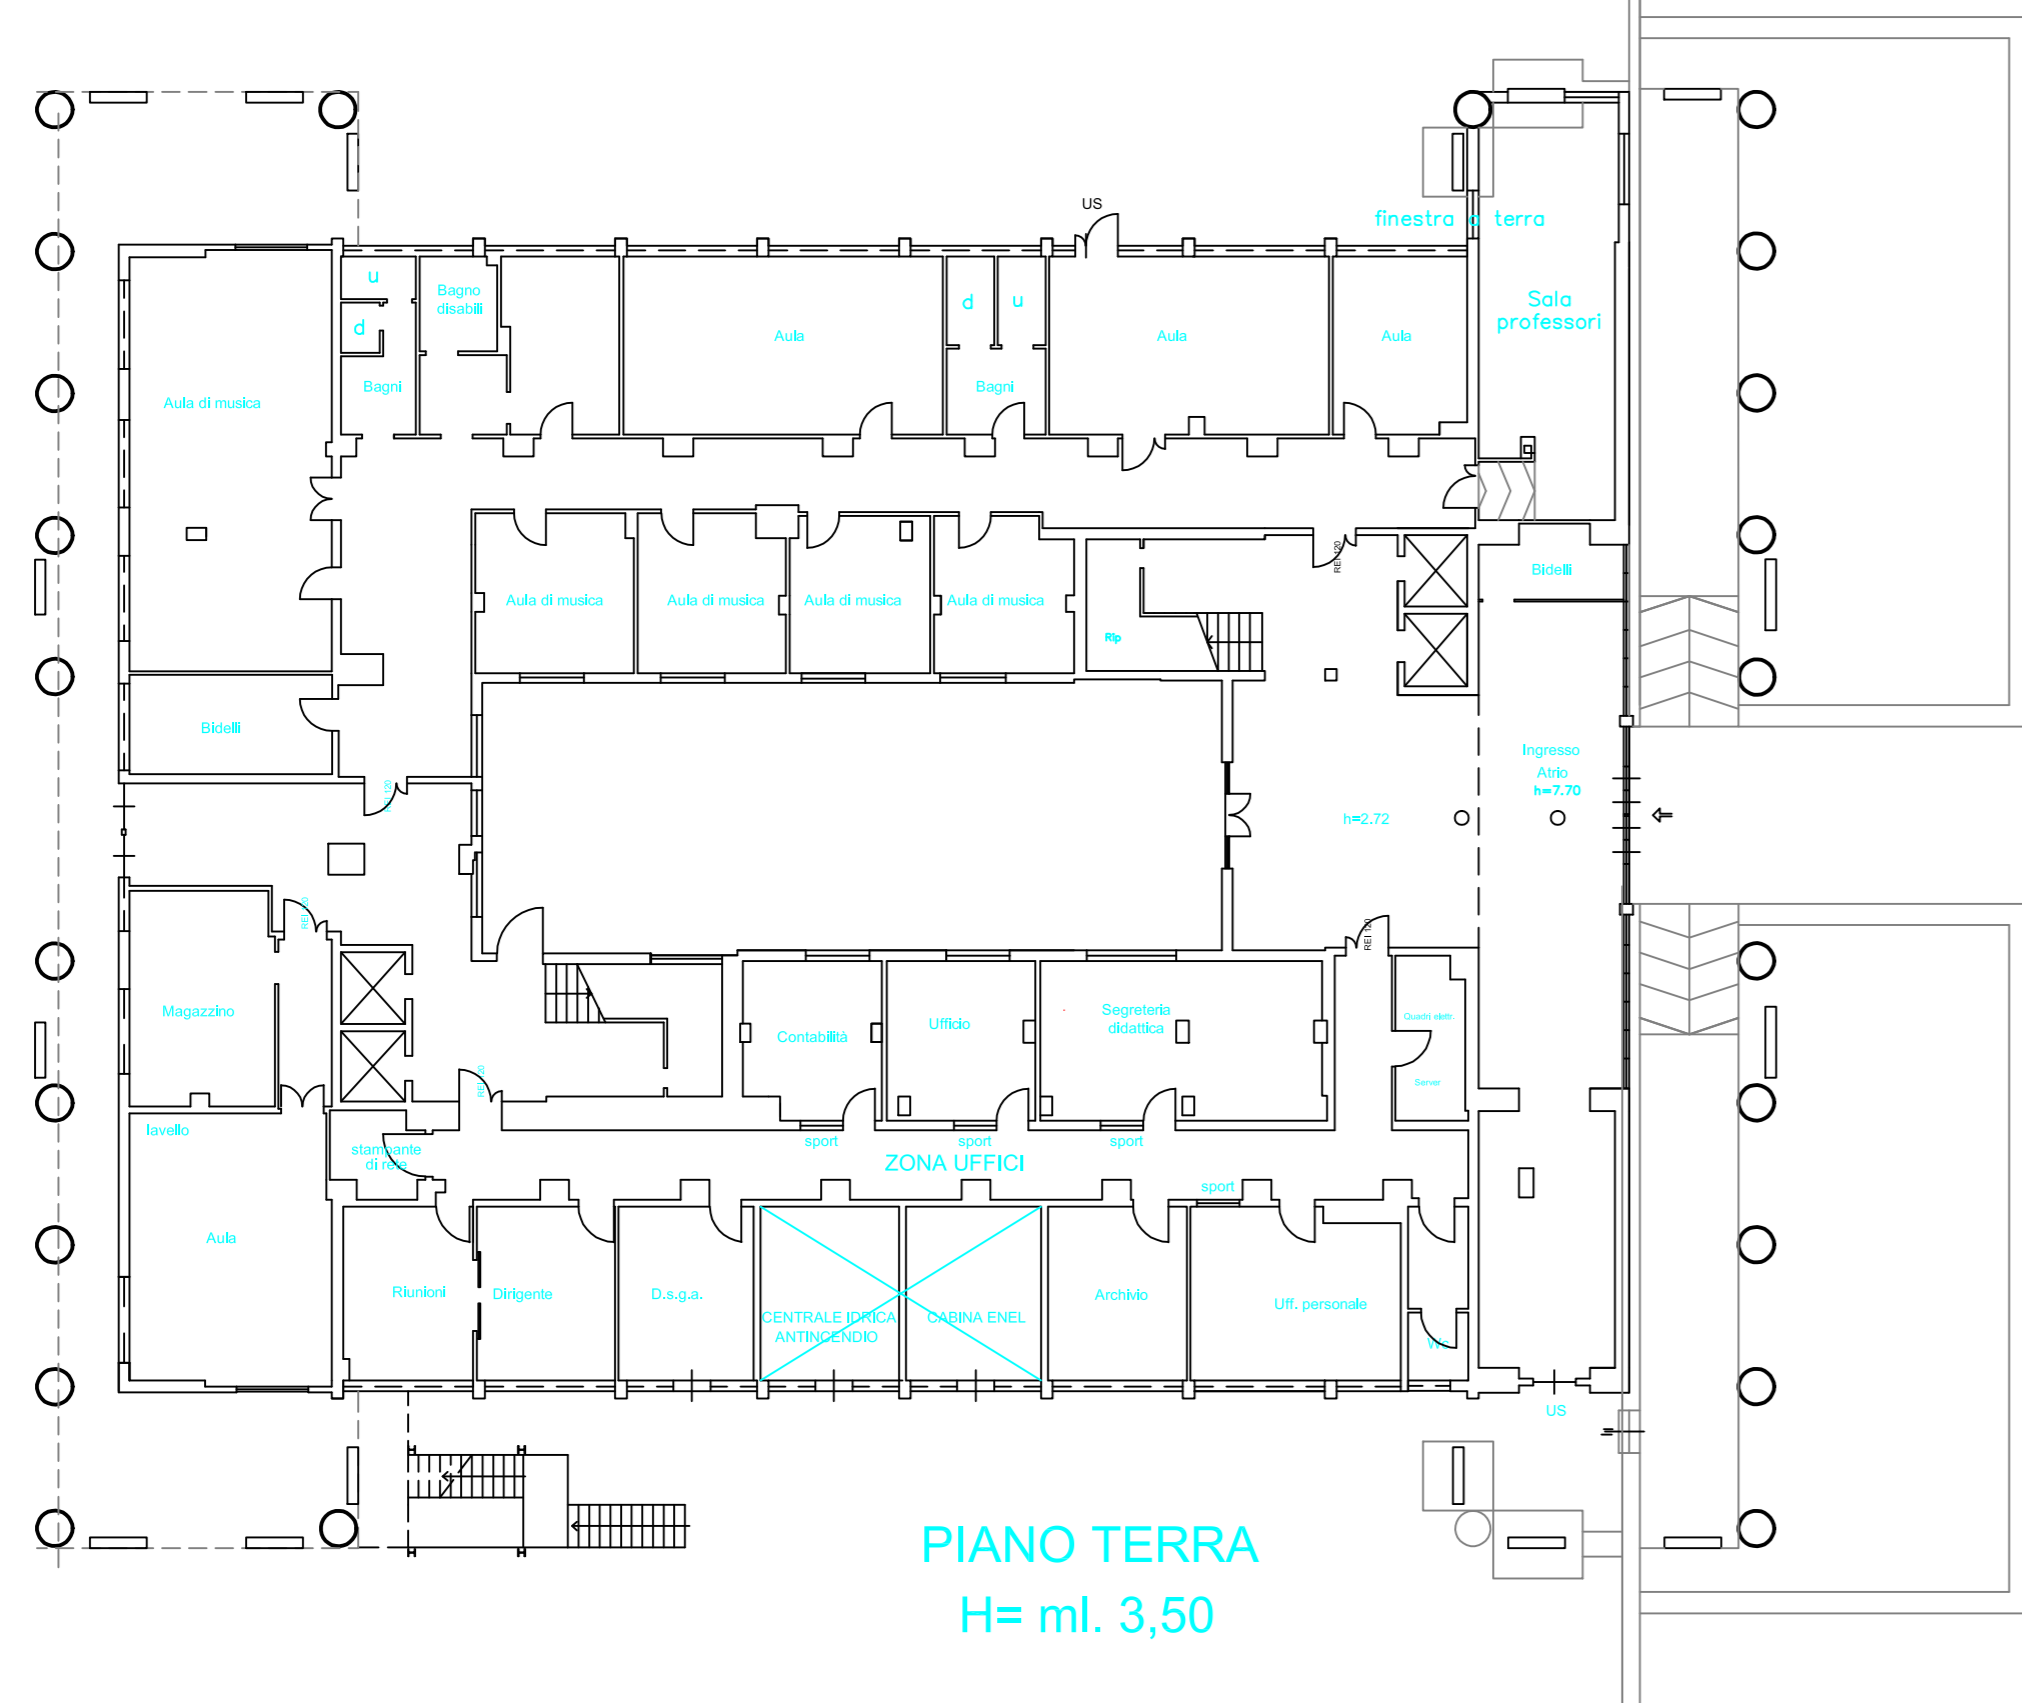 US
finestra a terra
u
Bagno
disabili
d
u
Sala
professori
d
Aula
Aula
Aula
Bagni
Bagni
Aula di musica
REI 120
Bidelli
Aula di musica
Aula di musica
Aula di musica
Aula di musica
Rip
Bidelli
Ingresso
Atrio
h=7.70
REI 120
h=2.72
REI 120
REI 120
Magazzino
Contabilità
Ufficio
Segreteria
didattica
Quadri elettr.
Server
REI 120
lavello
stampante
di rete
sport
sport
sport
ZONA UFFICI
sport
Aula
Riunioni
Dirigente
D.s.g.a.
CENTRALE IDRICA
ANTINCENDIO
CABINA ENEL
Archivio
Uff. personale
Wc
US
PIANO TERRA
H= ml. 3,50